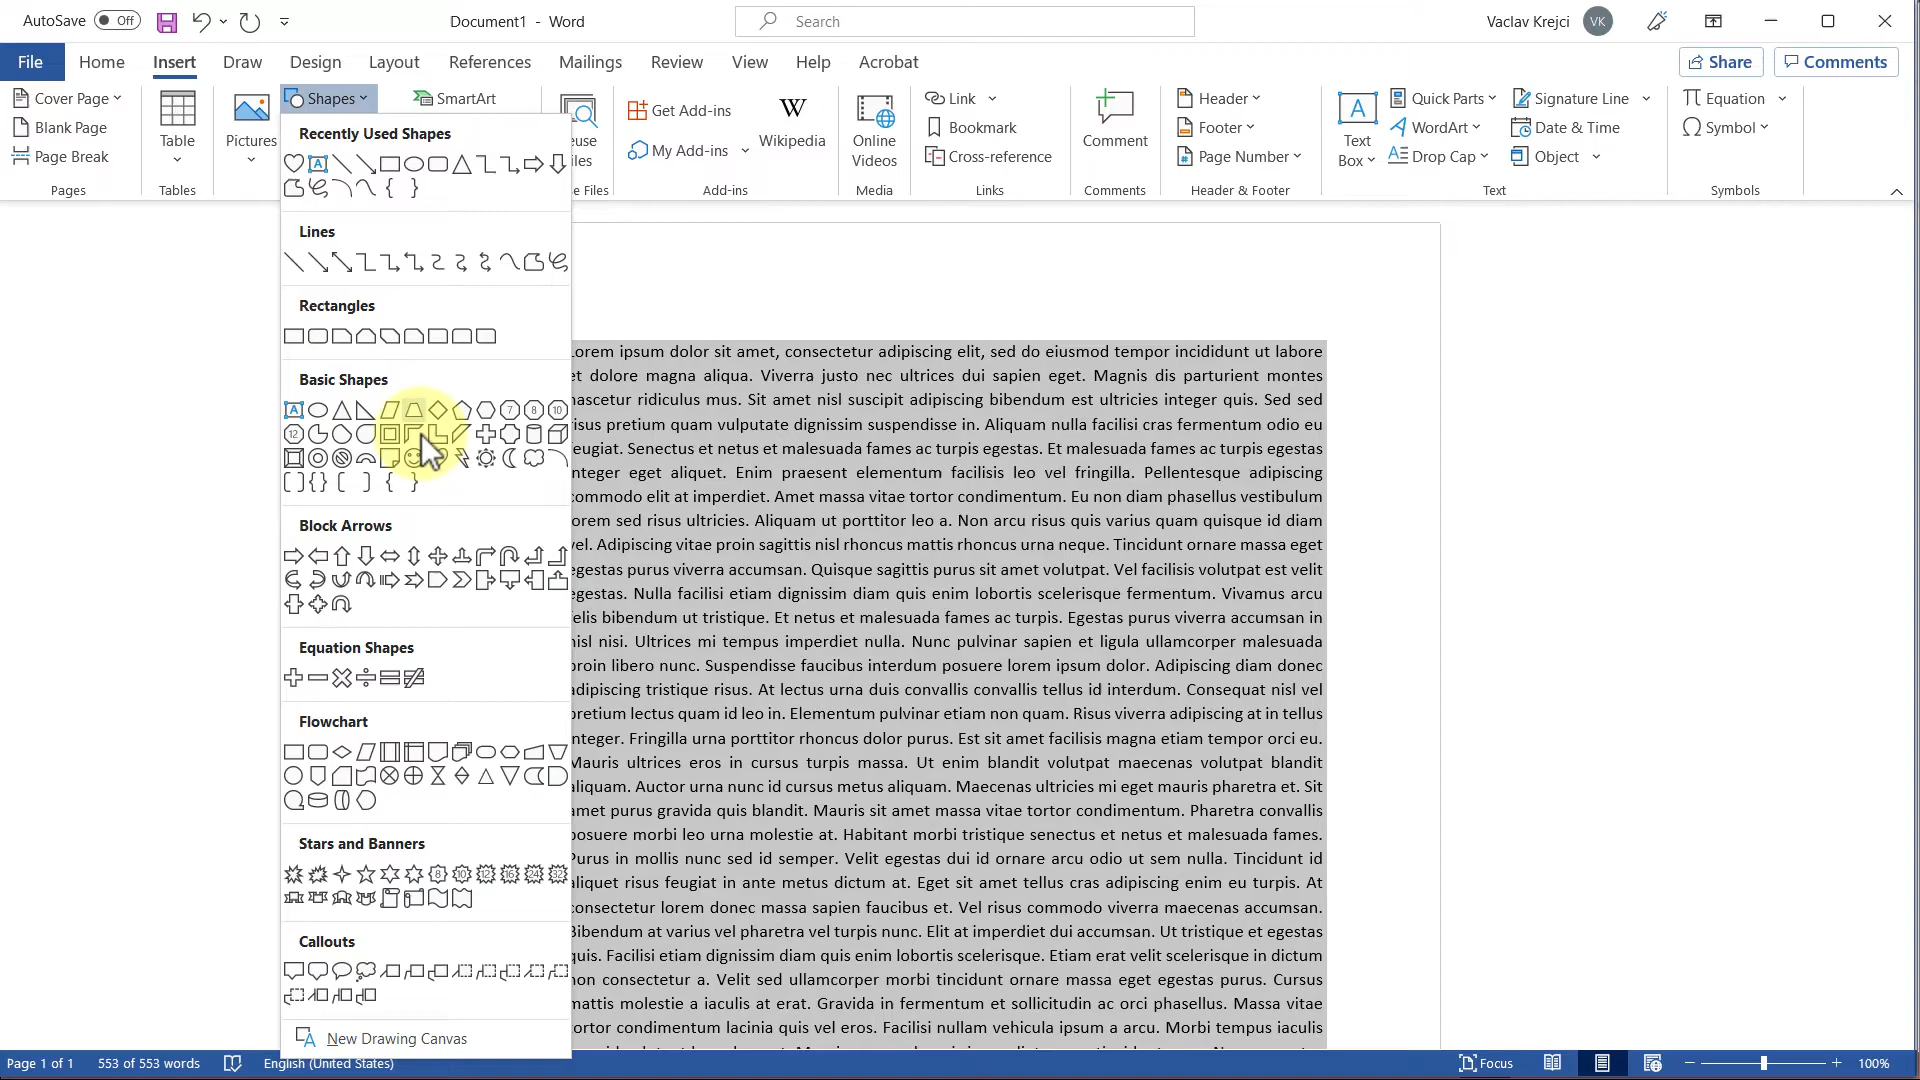 AutoSave Off Document1 - Word Search Vaclav Krejci VK
File Home Insert Draw Design Layout References Mailings Review View Help Acrobat Share Comments
Cover Page
Blank Page
Page Break
Pages
Table
Tables
Pictures
Shapes
SmartArt
Files
Get Add-ins
My Add-ins
Wikipedia
Add-ins
Online
Videos
Media
Link
Bookmark
Cross-reference
Links
Comment
Comments
Header
Footer
Page Number
Header & Footer
Text
Box
Quick Parts
WordArt
Drop Cap
Signature Line
Date & Time
Object
Text
Equation
Symbol
Symbols
Recently Used Shapes
Lines
Rectangles
Basic Shapes
7 8 10
12
Block Arrows
Equation Shapes
Flowchart
Stars and Banners
8 10 12 16 24 32
Callouts
New Drawing Canvas
Lorem ipsum dolor sit amet, consectetur adipiscing elit, sed do eiusmod tempor incididunt ut labore
et dolore magna aliqua. Viverra justo nec ultrices dui sapien eget. Magnis dis parturient montes
nascetur ridiculus mus. Sit amet nisl suscipit adipiscing bibendum est ultricies integer quis. Sed sed
risus pretium quam vulputate dignissim suspendisse in. Aliquam nulla facilisi cras fermentum odio eu
feugiat. Senectus et netus et malesuada fames ac turpis egestas. Et malesuada fames ac turpis egestas
integer eget aliquet. Enim praesent elementum facilisis leo vel fringilla. Pellentesque adipiscing
commodo elit at imperdiet. Amet massa vitae tortor condimentum. Eu non diam phasellus vestibulum
lorem sed risus ultricies. Aliquam ut porttitor leo a. Non arcu risus quis varius quam quisque id diam
vel. Adipiscing vitae proin sagittis nisl rhoncus mattis rhoncus urna neque. Tincidunt ornare massa eget
egestas purus viverra accumsan. Quisque sagittis purus sit amet volutpat. Vel facilisis volutpat est velit
egestas. Nulla facilisi etiam dignissim diam quis enim lobortis scelerisque fermentum. Vivamus arcu
felis bibendum ut tristique. Et netus et malesuada fames ac turpis. Egestas purus viverra accumsan in
nisl nisi. Ultrices mi tempus imperdiet nulla. Nunc pulvinar sapien et ligula ullamcorper malesuada
proin libero nunc. Suspendisse faucibus interdum posuere lorem ipsum dolor. Adipiscing diam donec
adipiscing tristique risus. At lectus urna duis convallis convallis tellus id interdum. Consequat nisl vel
pretium lectus quam id leo in. Elementum pulvinar etiam non quam. Risus viverra adipiscing at in tellus
integer. Fringilla urna porttitor rhoncus dolor purus. Est sit amet facilisis magna etiam tempor orci eu.
Mauris ultrices eros in cursus turpis massa. Ut enim blandit volutpat maecenas volutpat blandit
aliquam. Auctor urna nunc id cursus metus aliquam. Maecenas ultricies mi eget mauris pharetra et. Sit
amet purus gravida quis blandit. Mauris sit amet massa vitae tortor condimentum. Pharetra convallis
posuere morbi leo urna molestie at. Habitant morbi tristique senectus et netus et malesuada fames.
Purus in mollis nunc sed id semper. Velit egestas dui id ornare arcu odio ut sem nulla. Tincidunt id
aliquet risus feugiat in ante metus dictum at. Eget sit amet tellus cras adipiscing enim eu turpis. At
consectetur lorem donec massa sapien faucibus et. Vel risus commodo viverra maecenas accumsan.
Bibendum at varius vel pharetra vel turpis nunc. Elit at imperdiet dui accumsan. Ut tristique et egestas
quis. Facilisi etiam dignissim diam quis enim lobortis scelerisque. Etiam erat velit scelerisque in dictum
non consectetur a. Velit sed ullamcorper morbi tincidunt ornare massa eget egestas purus. Cursus
mattis molestie a iaculis at erat. Gravida in fermentum et sollicitudin ac orci phasellus. Massa vitae
tortor condimentum lacinia quis vel eros. Facilisi nullam vehicula ipsum a arcu. Morbi tempus iaculis
Page 1 of 1 553 of 553 words English (United States) Focus 100%